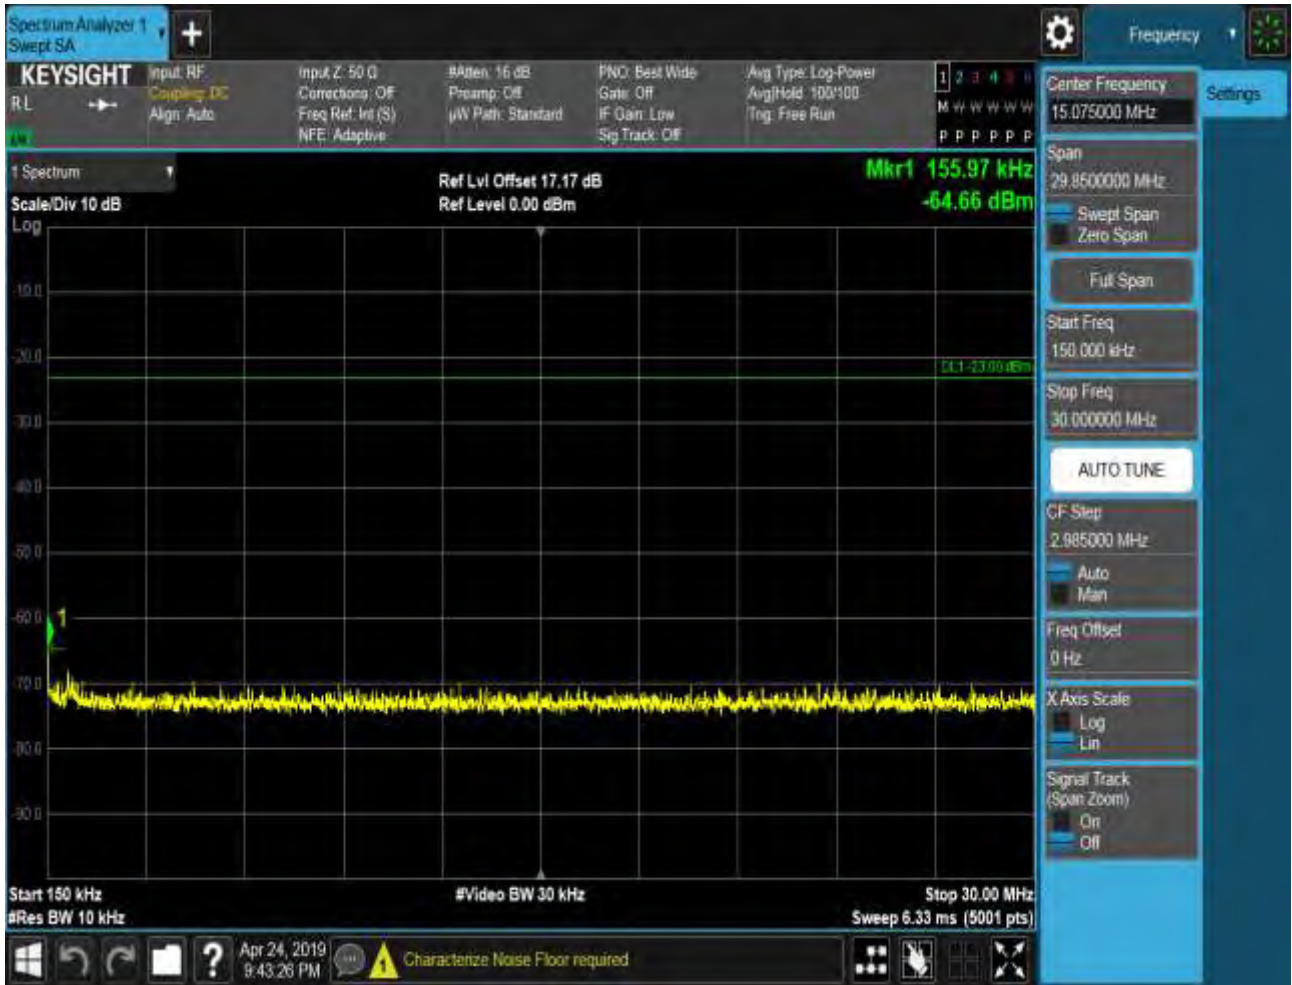 Spectrum Analyzer 1
Swept SA
Frequency
KEYSIGHT
RL
Input: RF
Coupling: DC
Align: Auto
Input Z: 50 Ω
Corrections: Off
Freq Ref: Int (S)
NFE: Adaptive
#Atten: 16 dB
Preamp: Off
µW Path: Standard
PNO: Best Wide
Gate: Off
IF Gain: Low
Sig Track: Off
Avg Type: Log-Power
Avg|Hold: 100/100
Trig: Free Run
1 2 3 4 5 6
M W W W W W
P P P P P P
Settings
1 Spectrum
Scale/Div 10 dB
Log
Ref Lvl Offset 17.17 dB
Ref Level 0.00 dBm
Mkr1 155.97 kHz
-64.66 dBm
-10.0
-20.0
-30.0
-40.0
-50.0
-60.0
-70.0
-80.0
-90.0
DL1 -23.00 dBm
1
Start 150 kHz
#Res BW 10 kHz
#Video BW 30 kHz
Stop 30.00 MHz
Sweep 6.33 ms (5001 pts)
Center Frequency
15.075000 MHz
Span
29.8500000 MHz
Swept Span
Zero Span
Full Span
Start Freq
150.000 kHz
Stop Freq
30.000000 MHz
AUTO TUNE
CF Step
2.985000 MHz
Auto
Man
Freq Offset
0 Hz
X Axis Scale
Log
Lin
Signal Track
(Span Zoom)
On
Off
?
Apr 24, 2019
9:43:26 PM
1
Characterize Noise Floor required